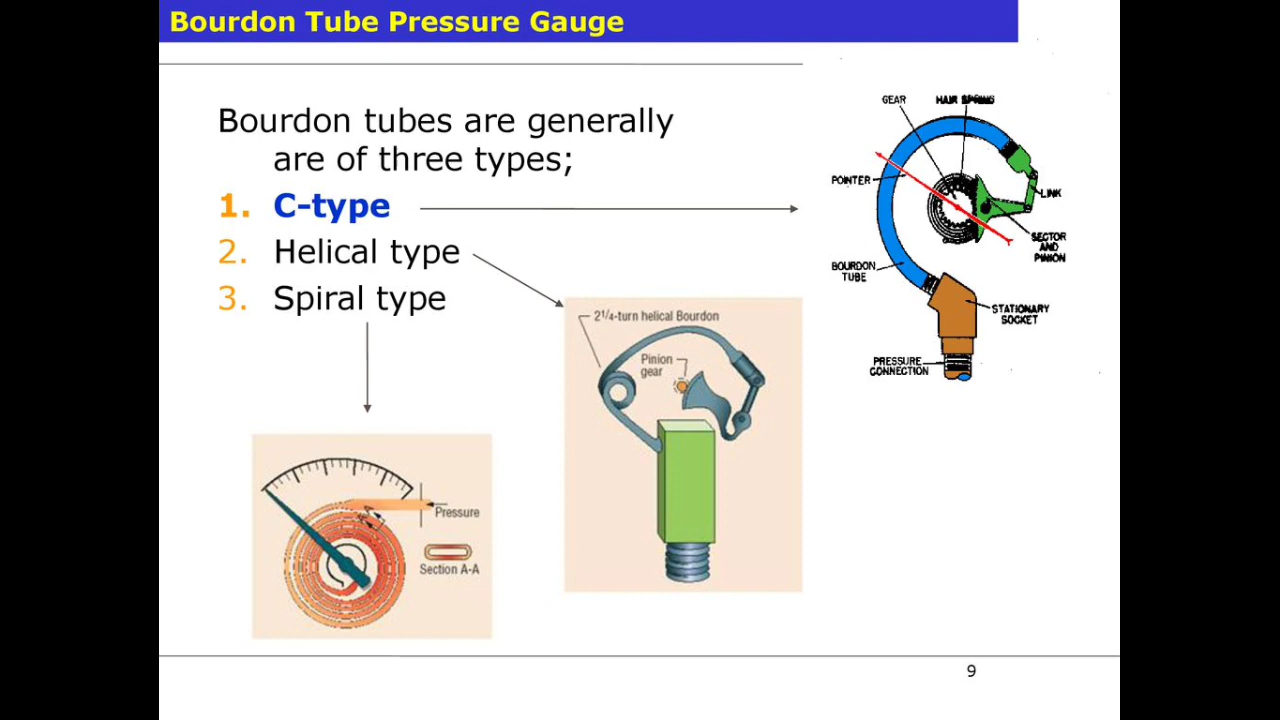 Bourdon Tube Pressure Gauge
Bourdon tubes are generally
are of three types;
1. C-type
2. Helical type
3. Spiral type
GEAR
HAIR SPRING
POINTER
LINK
SECTOR
AND
PINION
BOURDON
TUBE
STATIONARY
SOCKET
PRESSURE
CONNECTION
2¹/₄-turn helical Bourdon
Pinion
gear
Pressure
Section A-A
9